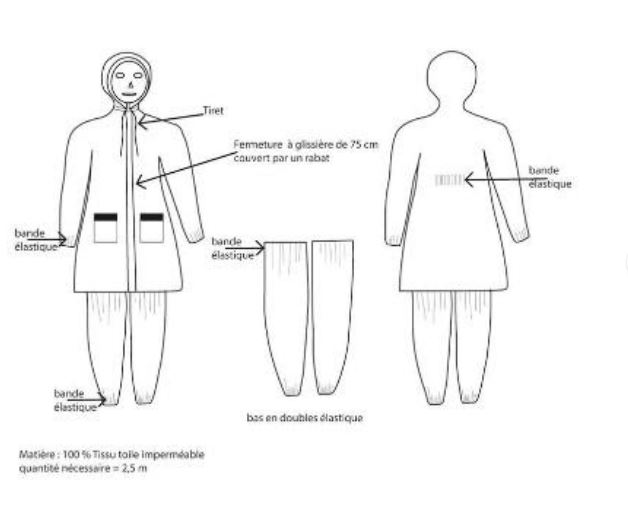 Tiret
Fermeture à glissière de 75 cm
couvert par un rabat
bande
élastique
bande
élastique
bande
élastique
bande
élastique
bas en doubles élastique
Matière : 100 % Tissu toile imperméable
quantité nécessaire = 2,5 m